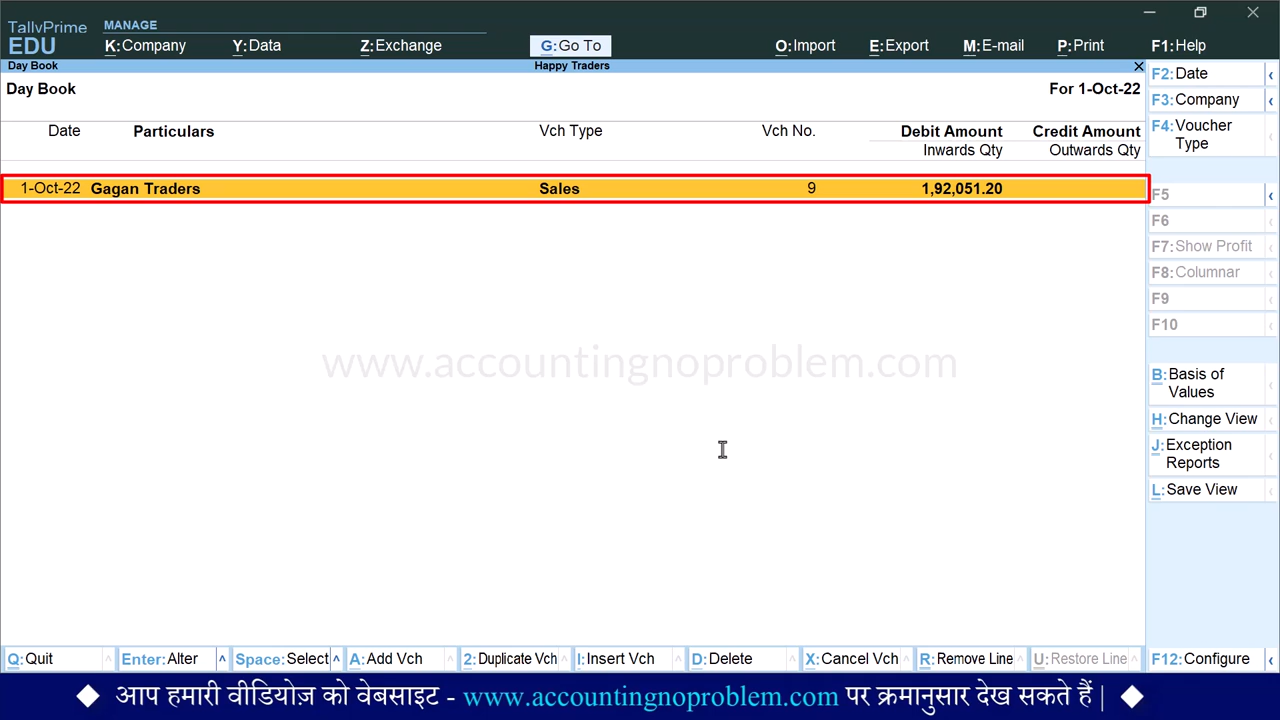 TallyPrime
EDU
MANAGE
K:Company Y:Data Z:Exchange G:Go To O:Import E:Export M:E-mail P:Print F1:Help
Day Book Happy Traders
Day Book For 1-Oct-22
Date Particulars Vch Type Vch No. Debit Amount Credit Amount
Inwards Qty Outwards Qty
1-Oct-22 Gagan Traders Sales 9 1,92,051.20
www.accountingnoproblem.com
F2:Date
F3:Company
F4:Voucher
Type
F5
F6
F7:Show Profit
F8:Columnar
F9
F10
B:Basis of
Values
H:Change View
J:Exception
Reports
L:Save View
Q:Quit Enter:Alter Space:Select A:Add Vch 2:Duplicate Vch I:Insert Vch D:Delete X:Cancel Vch R:Remove Line U:Restore Line F12:Configure
आप हमारी वीडियोज़ को वेबसाइट - www.accountingnoproblem.com पर क्रमानुसार देख सकते हैं |